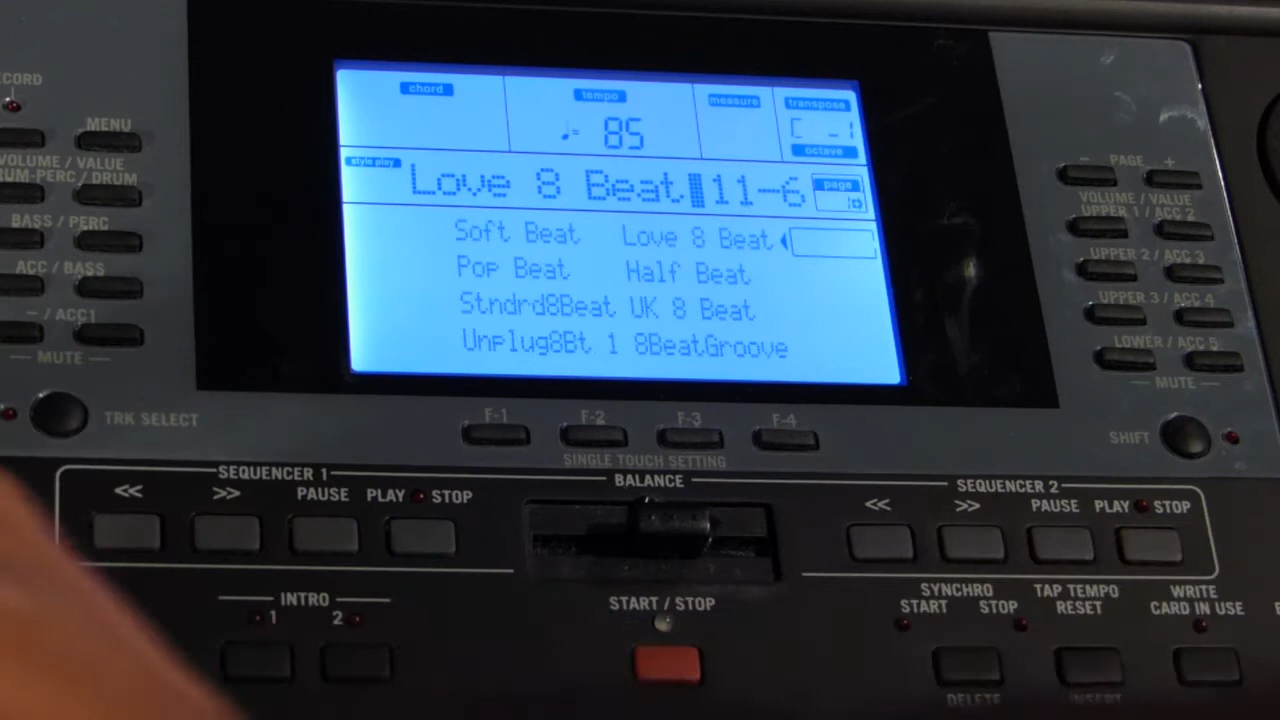 CORD
MENU
VOLUME / VALUE
RUM-PERC / DRUM
BASS / PERC
ACC / BASS
- / ACC1
MUTE
TRK SELECT
chord
tempo
measure
transpose
♩= 85
octave
style play
Love 8 Beat 11-6
page
Soft Beat Love 8 Beat
Pop Beat Half Beat
Stndrd8Beat UK 8 Beat
Unplug8Bt 1 8BeatGroove
- PAGE +
VOLUME / VALUE
UPPER 1 / ACC 2
UPPER 2 / ACC 3
UPPER 3 / ACC 4
LOWER / ACC 5
MUTE
SHIFT
F-1 F-2 F-3 F-4
SINGLE TOUCH SETTING
SEQUENCER 1
<< >> PAUSE PLAY STOP
BALANCE
SEQUENCER 2
<< >> PAUSE PLAY STOP
INTRO
1 2
START / STOP
SYNCHRO
START STOP
TAP TEMPO
RESET
WRITE
CARD IN USE
DELETE
INSERT